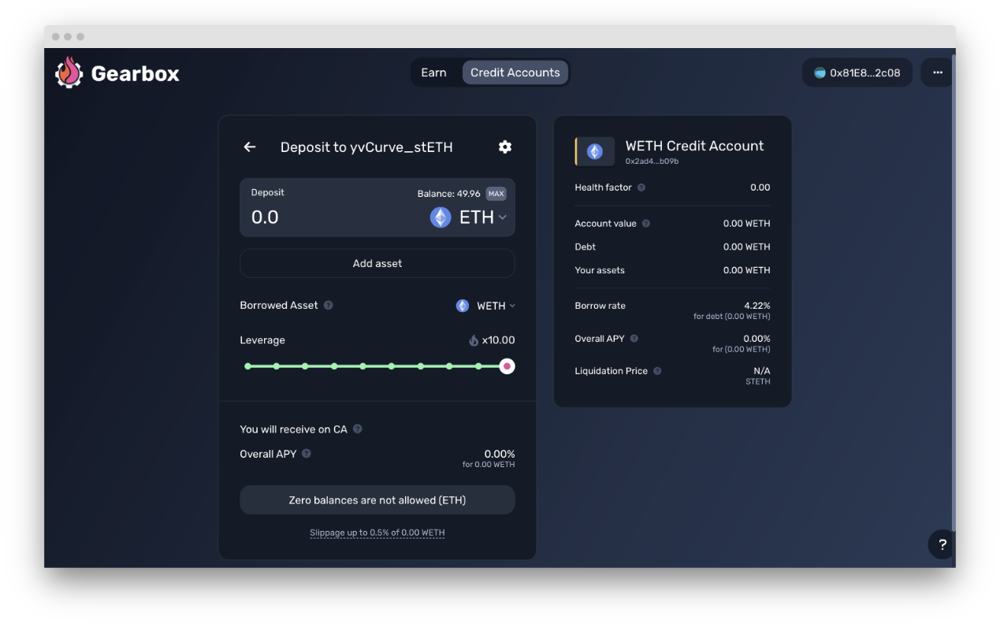 Gearbox
Earn
Credit Accounts
0x81E8...2c08
Deposit to yvCurve_stETH
Deposit
Balance: 49.96 MAX
0.0
ETH
Add asset
Borrowed Asset ?
WETH
Leverage
x10.00
You will receive on CA ?
Overall APY ?
0.00%
for 0.00 WETH
Zero balances are not allowed (ETH)
Slippage up to 0.5% of 0.00 WETH
WETH Credit Account
0x2ad4...b09b
Health factor ? 0.00
Account value ? 0.00 WETH
Debt 0.00 WETH
Your assets 0.00 WETH
Borrow rate 4.22%
for debt (0.00 WETH)
Overall APY ? 0.00%
for (0.00 WETH)
Liquidation Price ? N/A
STETH
?